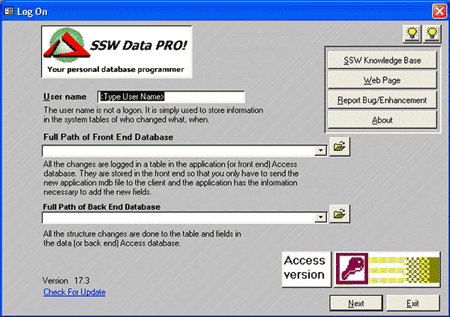 Log On
SSW Data PRO!
Your personal database programmer
SSW Knowledge Base
Web Page
Report Bug/Enhancement
About
User name
<Type User Name>
The user name is not a logon. It is simply used to store information
in the system tables of who changed what, when.
Full Path of Front End Database
All the changes are logged in a table in the application (or front end) Access
database. They are stored in the front end so that you only have to send the
new application mdb file to the client and the application has the information
necessary to add the new fields.
Full Path of Back End Database
All the structure changes are done to the table and fields in
the data (or back end) Access database.
Access
version
Version 17.3
Check For Update
Next
Exit